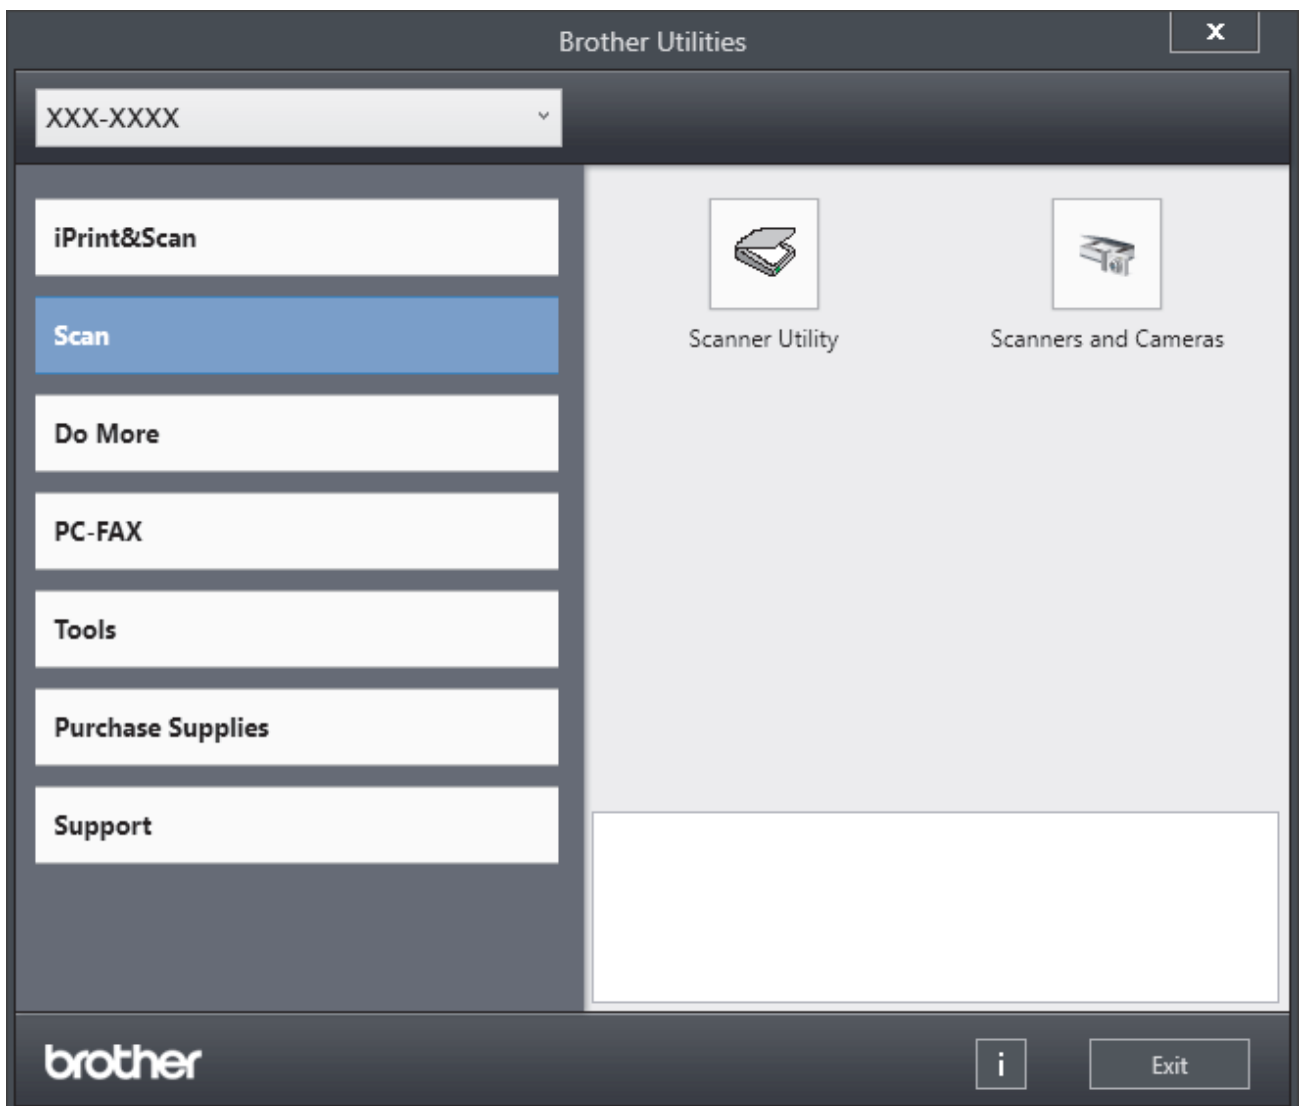 Brother Utilities
X
XXX-XXXX
iPrint&Scan
Scan
Do More
PC-FAX
Tools
Purchase Supplies
Support
Scanner Utility
Scanners and Cameras
brother
i
Exit